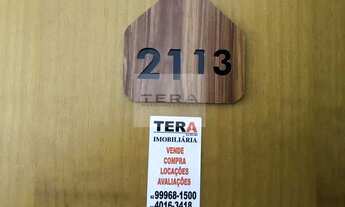 2113
TERA
TERA
IMOBILIÁRIA
VENDE
COMPRA
LOCAÇÕES
AVALIAÇÕES
99968-1500
4016-3418